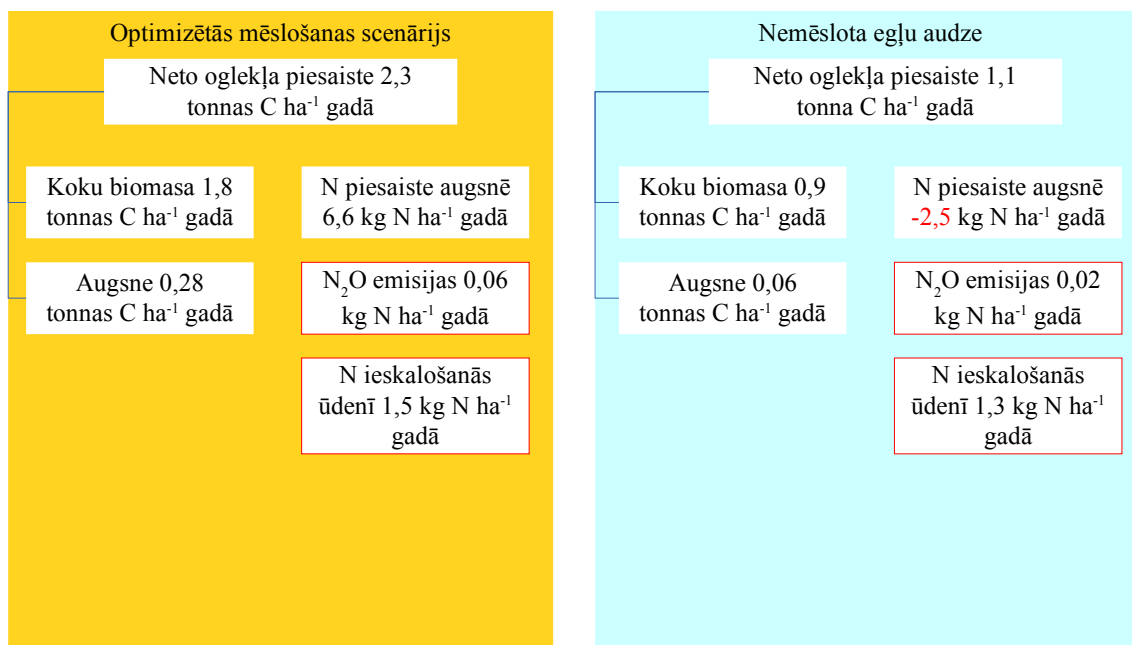 Optimizētās mēslošanas scenārijs
Neto oglekļa piesaiste 2,3
tonnas C ha⁻¹ gadā
Koku biomasa 1,8
tonnas C ha⁻¹ gadā
N piesaiste augsnē
6,6 kg N ha⁻¹ gadā
Augsne 0,28
tonnas C ha⁻¹ gadā
N₂O emisijas 0,06
kg N ha⁻¹ gadā
N ieskalošanās
ūdenī 1,5 kg N ha⁻¹
gadā
Nemēslota egļu audze
Neto oglekļa piesaiste 1,1
tonna C ha⁻¹ gadā
Koku biomasa 0,9
tonnas C ha⁻¹ gadā
N piesaiste augsnē
-2,5 kg N ha⁻¹ gadā
Augsne 0,06
tonnas C ha⁻¹ gadā
N₂O emisijas 0,02
kg N ha⁻¹ gadā
N ieskalošanās
ūdenī 1,3 kg N ha⁻¹
gadā